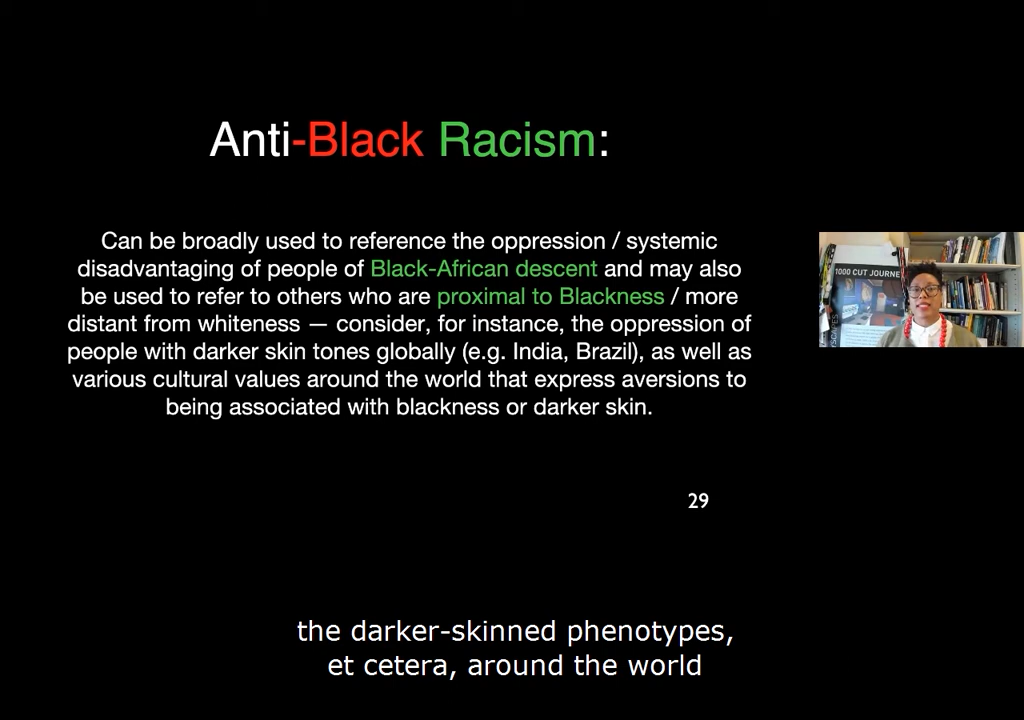 Anti-Black Racism:
Can be broadly used to reference the oppression / systemic
disadvantaging of people of Black-African descent and may also
be used to refer to others who are proximal to Blackness / more
distant from whiteness — consider, for instance, the oppression of
people with darker skin tones globally (e.g. India, Brazil), as well as
various cultural values around the world that express aversions to
being associated with blackness or darker skin.
1000 CUT JOURNE
29
the darker-skinned phenotypes,
et cetera, around the world